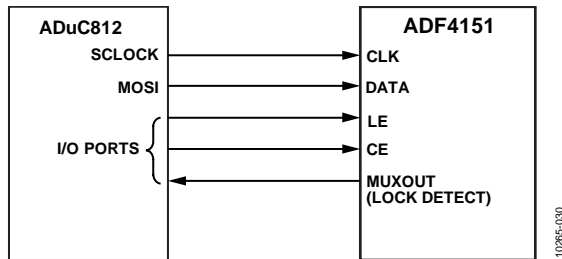 ADuC812
ADF4151
SCLOCK
CLK
MOSI
DATA
LE
I/O PORTS
CE
MUXOUT
(LOCK DETECT)
10265-030